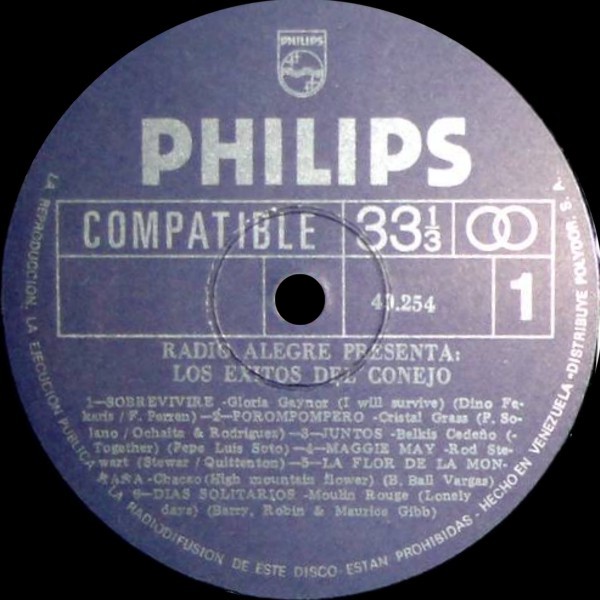 PHILIPS
PHILIPS
COMPATIBLE 33 1/3
40.254 1
RADIO ALEGRE PRESENTA:
LOS EXITOS DEL CONEJO
1—SOBREVIVIRE -Gloria Gaynor (I will survive) (Dino Fe-
karis / F. Perren)—2—POROMPOMPERO -Cristal Grass (P. So-
lano / Ochaita & Rodrigues)—3—JUNTOS -Belkis Cedeño (-
Together) (Pepe Luis Soto)—4—MAGGIE MAY -Rod Ste-
wart (Stewar / Quittenton)—5—LA FLOR DE LA MON-
TAÑA -Chacao (High mountain flower) (B. Ball Vargas)—
6—DIAS SOLITARIOS -Moulin Rouge (Lonely
days) (Barry, Robin & Maurice Gibb)
LA REPRODUCCION, LA EJECUCION PUBLICA Y LA RADIODIFUSION DE ESTE DISCO ESTAN PROHIBIDAS - HECHO EN VENEZUELA - DISTRIBUYE POLYDOR, S. A.